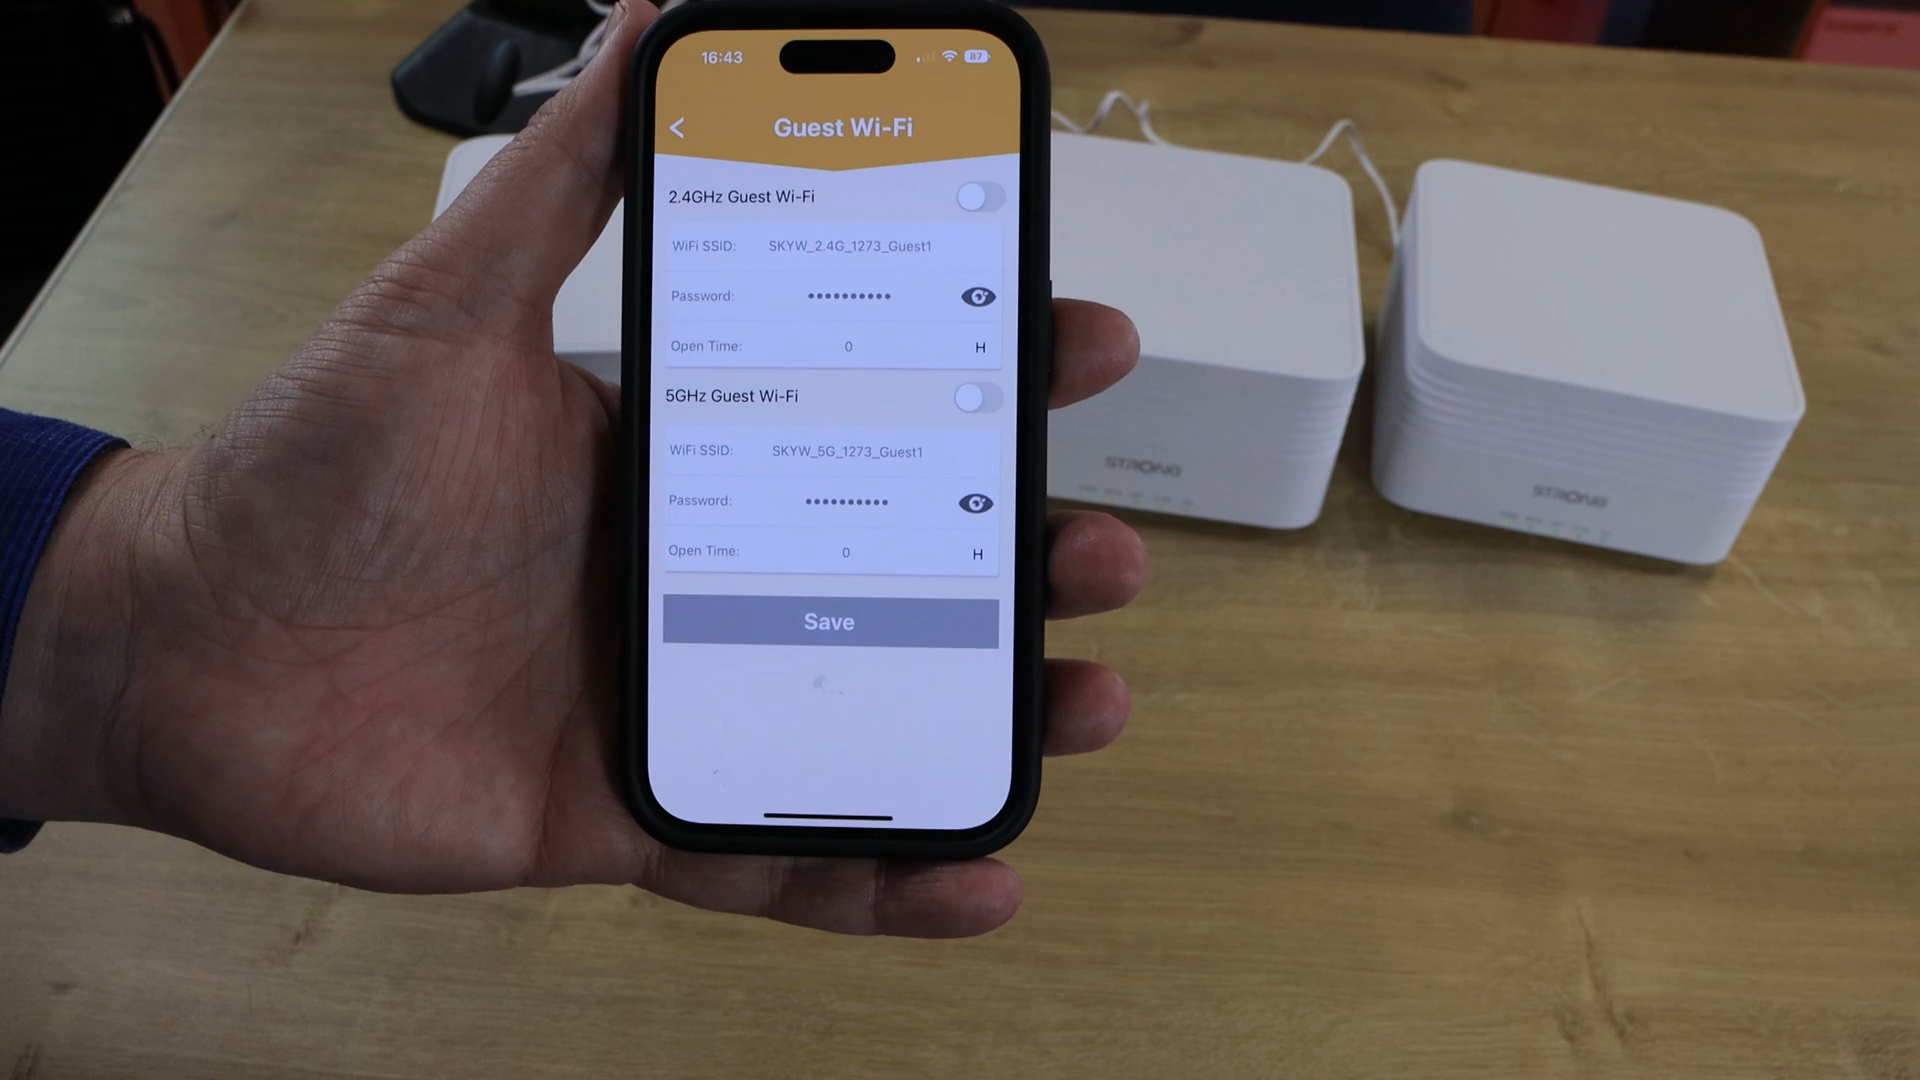 16:43
87
<
Guest Wi-Fi
2.4GHz Guest Wi-Fi
WiFi SSID: SKYW_2.4G_1273_Guest1
Password: ••••••••••
Open Time: 0 H
5GHz Guest Wi-Fi
WiFi SSID: SKYW_5G_1273_Guest1
Password: ••••••••••
Open Time: 0 H
Save
STRONG
STRONG